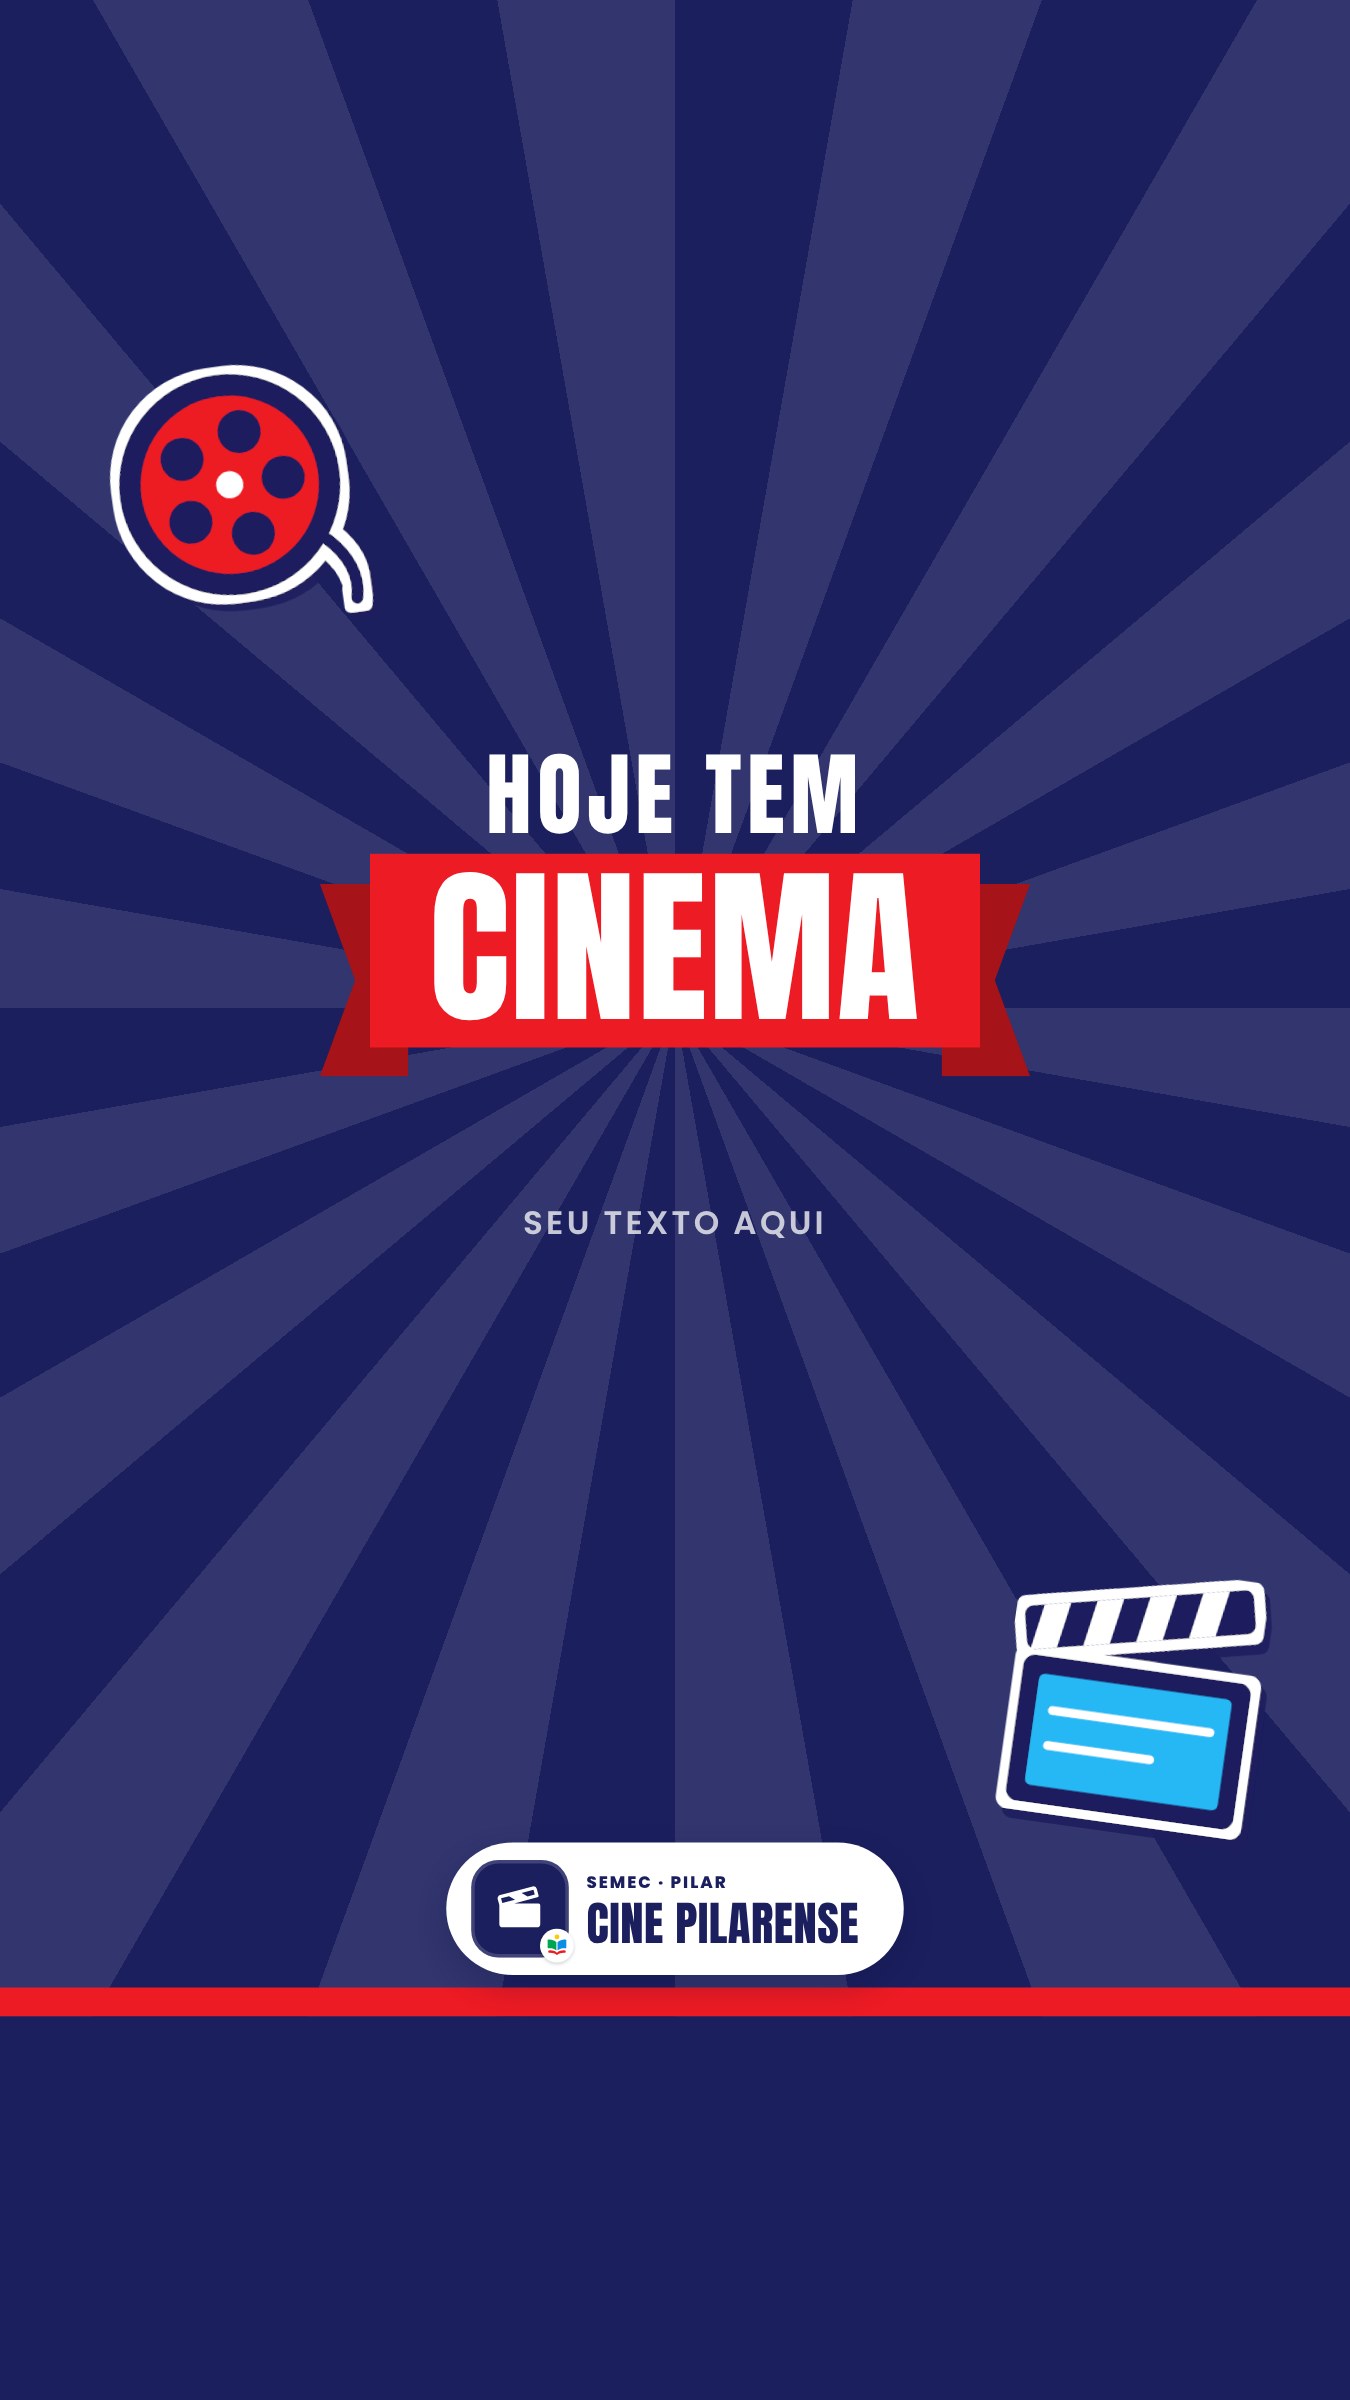 HOJE TEM
CINEMA
SEU TEXTO AQUI
SEMEC · PILAR
CINE PILARENSE